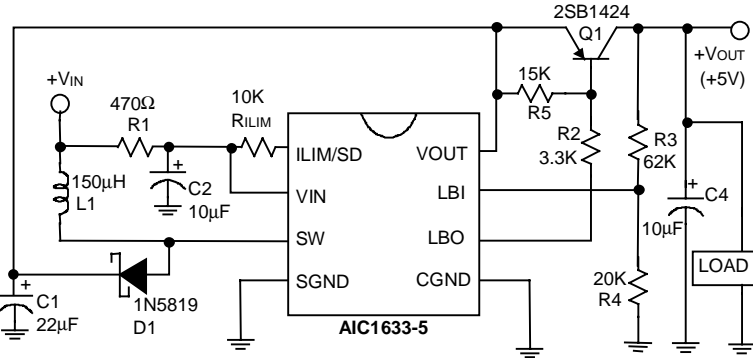 2SB1424
Q1
+VOUT
(+5V)
+VIN
470Ω
R1
10K
RILIM
15K
R5
R2
3.3K
R3
62K
ILIM/SD
VOUT
150μH
L1
+
C2
10μF
VIN
LBI
+
C4
10μF
SW
LBO
LOAD
SGND
CGND
20K
R4
+
C1
22μF
1N5819
D1
AIC1633-5